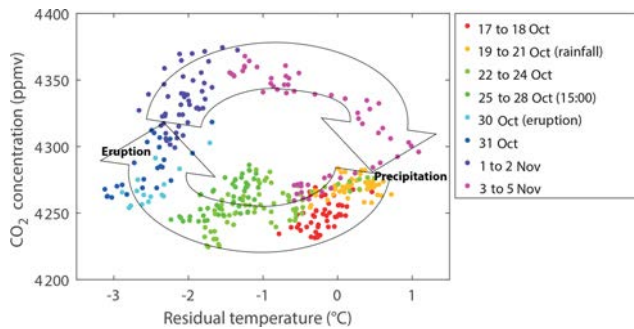 CO2 concentration (ppmv)
4400
4350
4300
4250
4200
-3
-2
-1
0
1
Residual temperature (°C)
Eruption
Precipitation
17 to 18 Oct
19 to 21 Oct (rainfall)
22 to 24 Oct
25 to 28 Oct (15:00)
30 Oct (eruption)
31 Oct
1 to 2 Nov
3 to 5 Nov